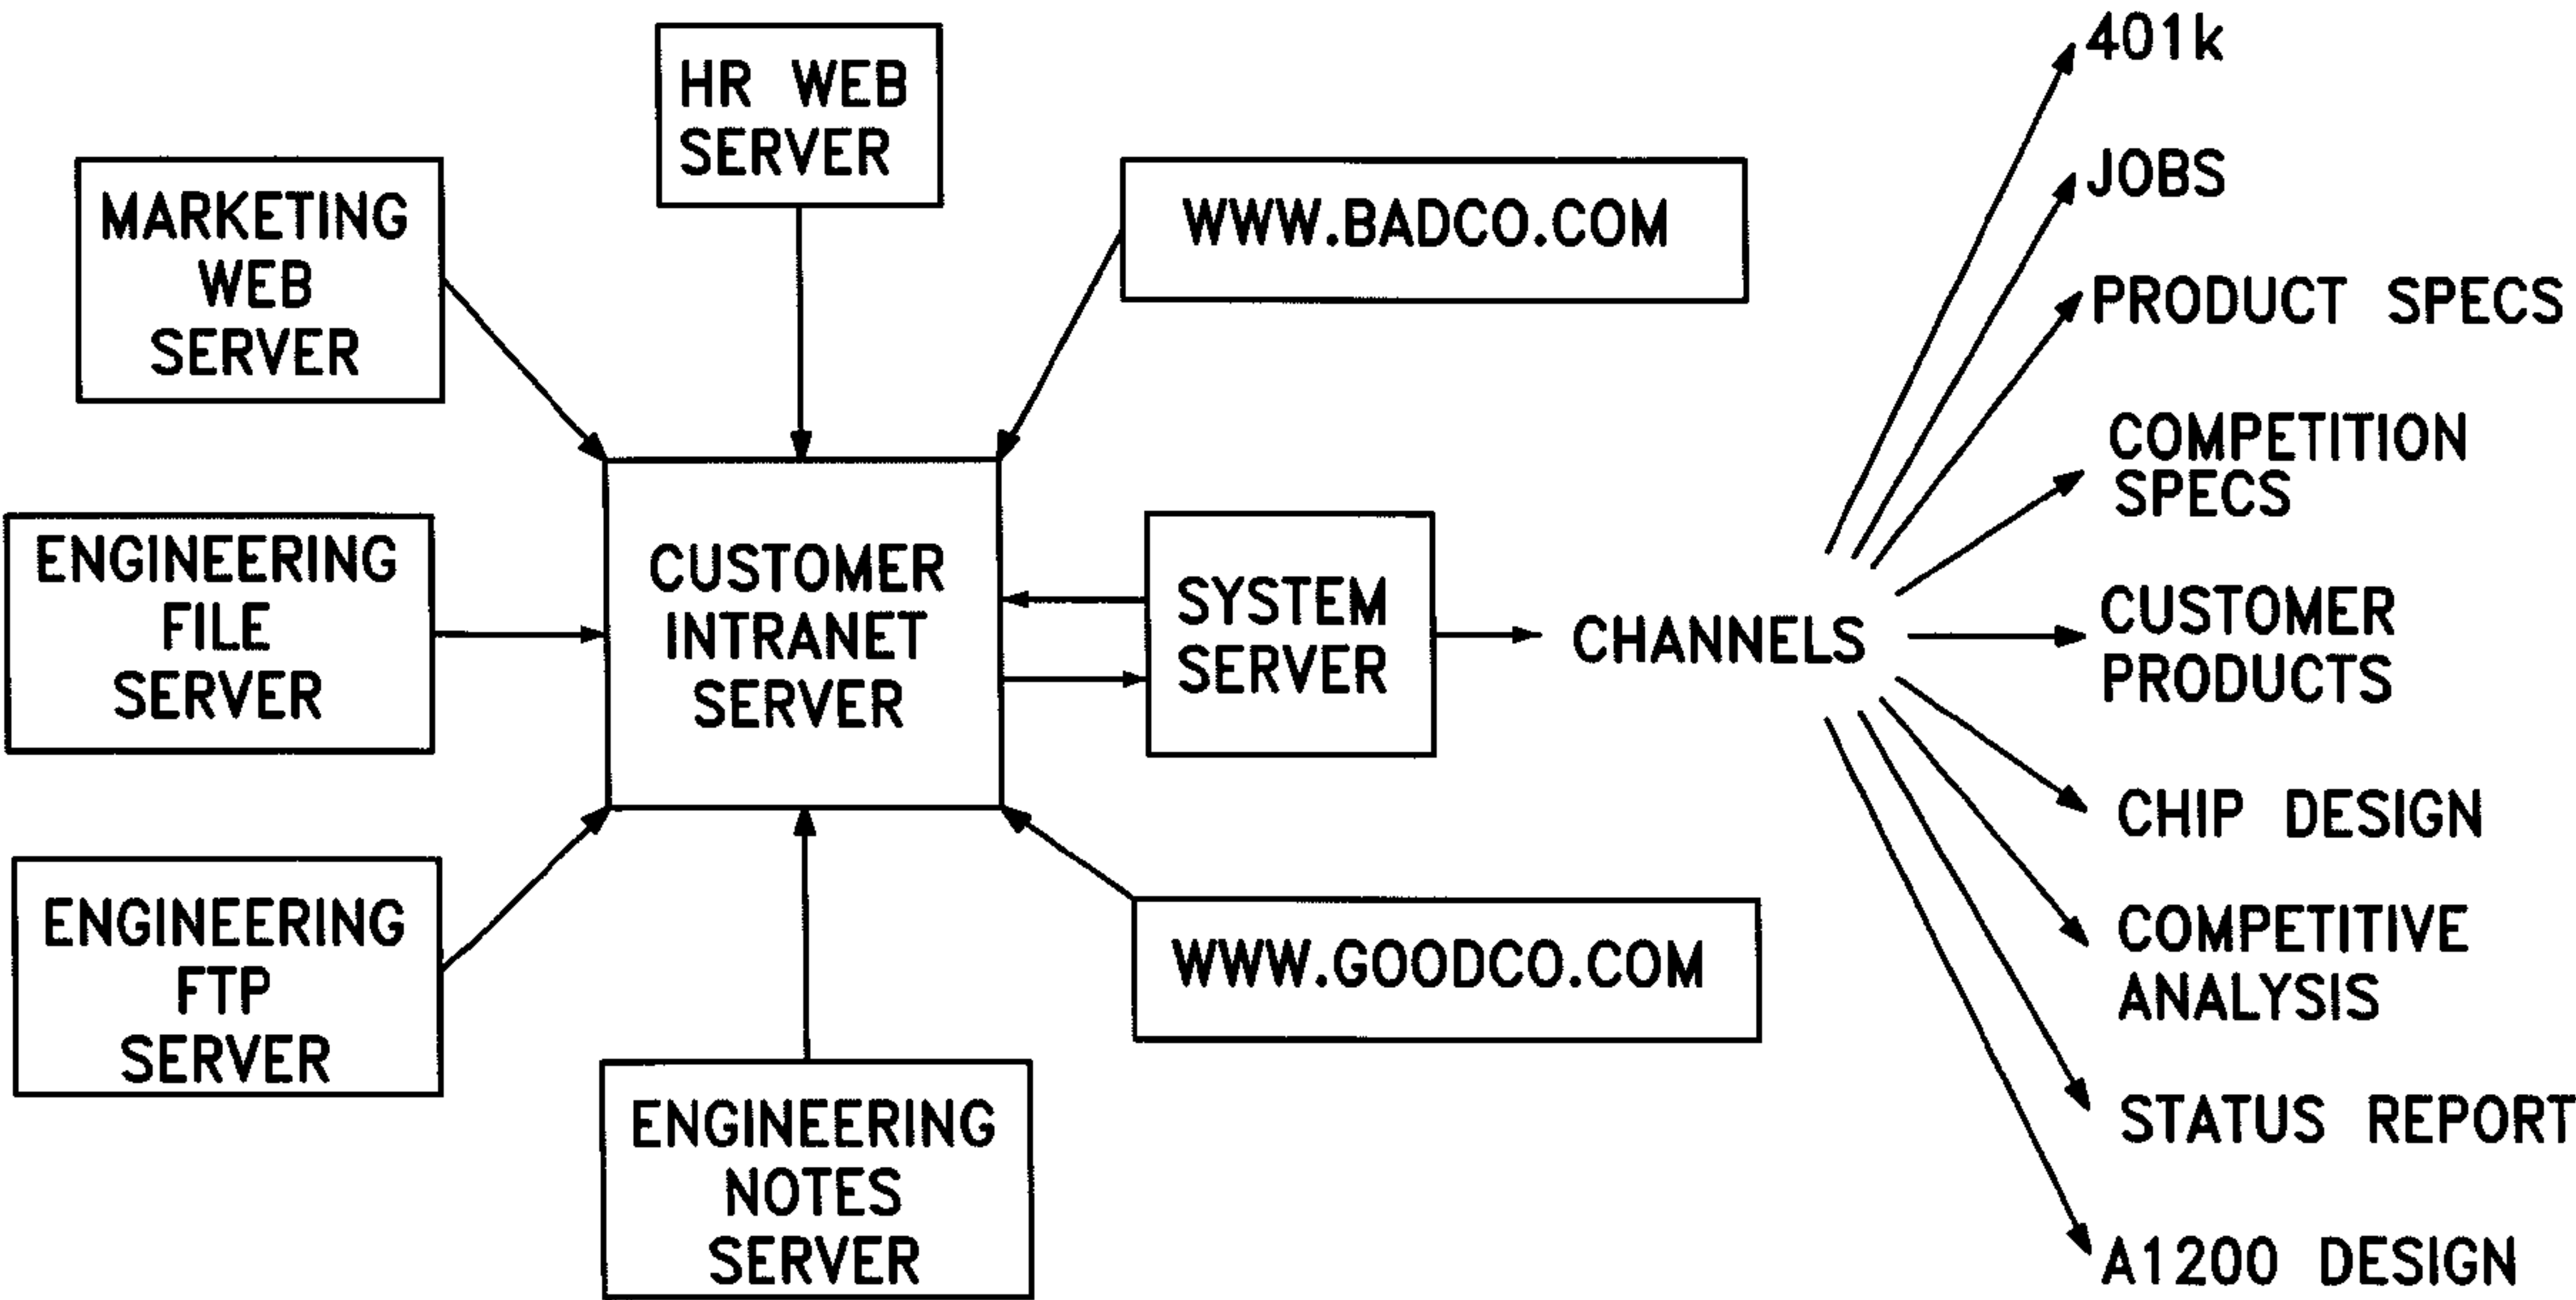 HR WEB
SERVER
MARKETING
WEB
SERVER
WWW.BADCO.COM
ENGINEERING
FILE
SERVER
CUSTOMER
INTRANET
SERVER
SYSTEM
SERVER
CHANNELS
ENGINEERING
FTP
SERVER
WWW.GOODCO.COM
ENGINEERING
NOTES
SERVER
401k
JOBS
PRODUCT SPECS
COMPETITION
SPECS
CUSTOMER
PRODUCTS
CHIP DESIGN
COMPETITIVE
ANALYSIS
STATUS REPORT
A1200 DESIGN